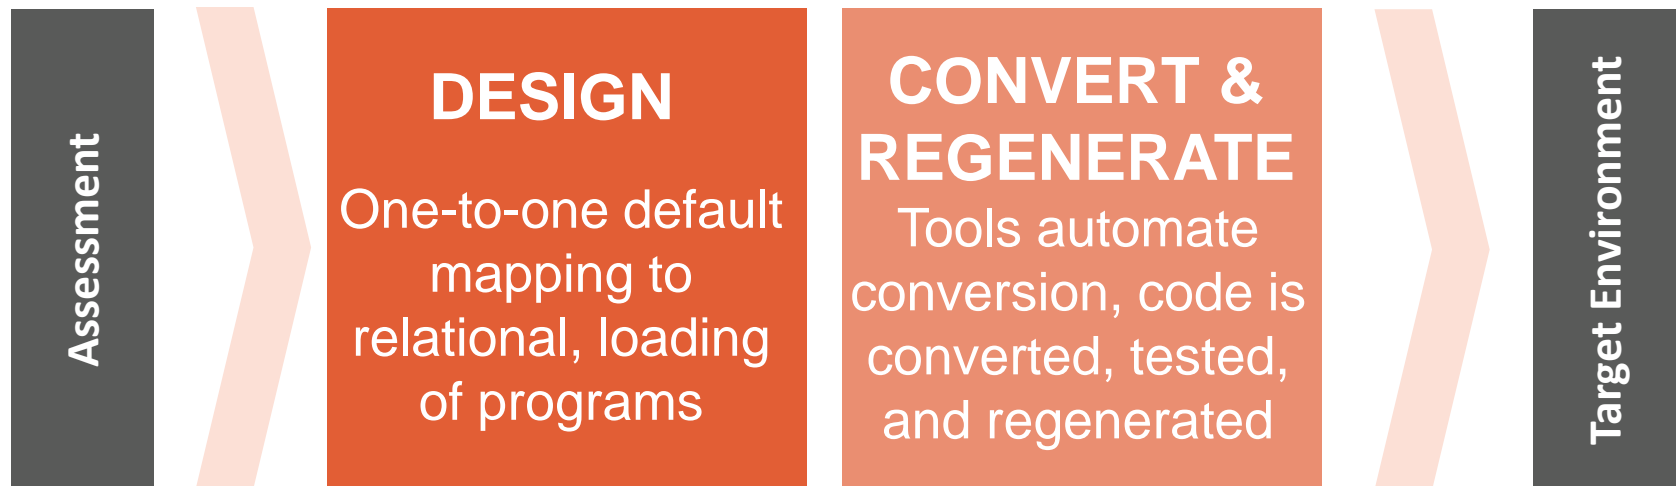 Assessment
DESIGN
One-to-one default
mapping to
relational, loading
of programs
CONVERT &
REGENERATE
Tools automate
conversion, code is
converted, tested,
and regenerated
Target Environment